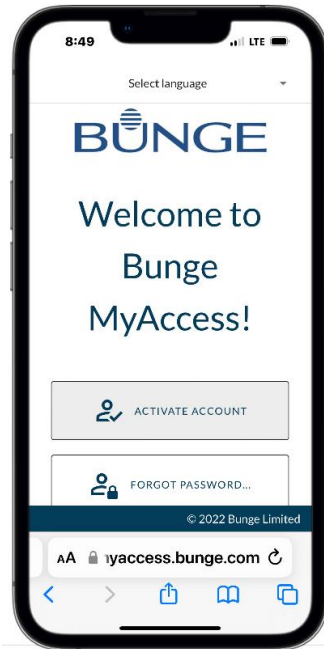 8:49
LTE
Select language
BUNGE
Welcome to
Bunge
MyAccess!
ACTIVATE ACCOUNT
FORGOT PASSWORD...
© 2022 Bunge Limited
AA yaccess.bunge.com